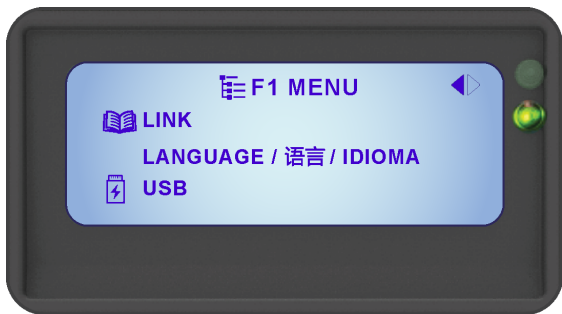 F1 MENU
LINK
LANGUAGE / 语言 / IDIOMA
USB